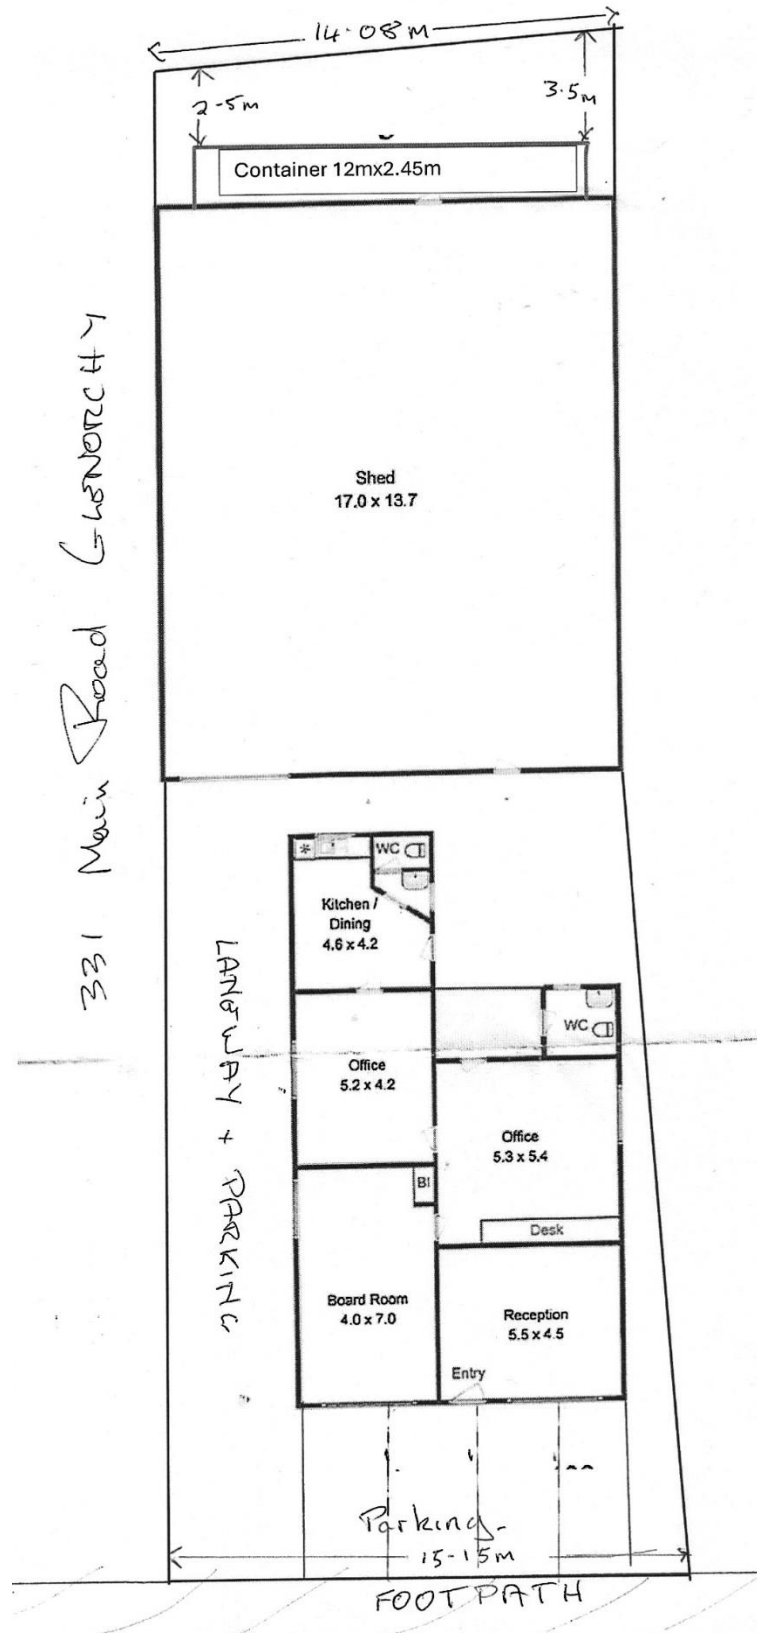 14.08m
2-5m
3.5m
Container 12mx2.45m
Shed
17.0 x 13.7
331 Main Road GLENORCHY
WC
Kitchen /
Dining
4.6 x 4.2
WC
Office
5.2 x 4.2
LANEWAY + PARKING
Office
5.3 x 5.4
BI
Desk
Board Room
4.0 x 7.0
Reception
5.5 x 4.5
Entry
Parking-
15-15m
FOOTPATH